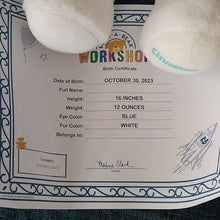 BUILD-A-BEAR
WORKSHOP
Birth Certificate
Date of Birth: OCTOBER 30, 2023
Full Name:
Height: 16 INCHES
Weight: 12 OUNCES
Eye Color: BLUE
Fur Color: WHITE
Belongs to: